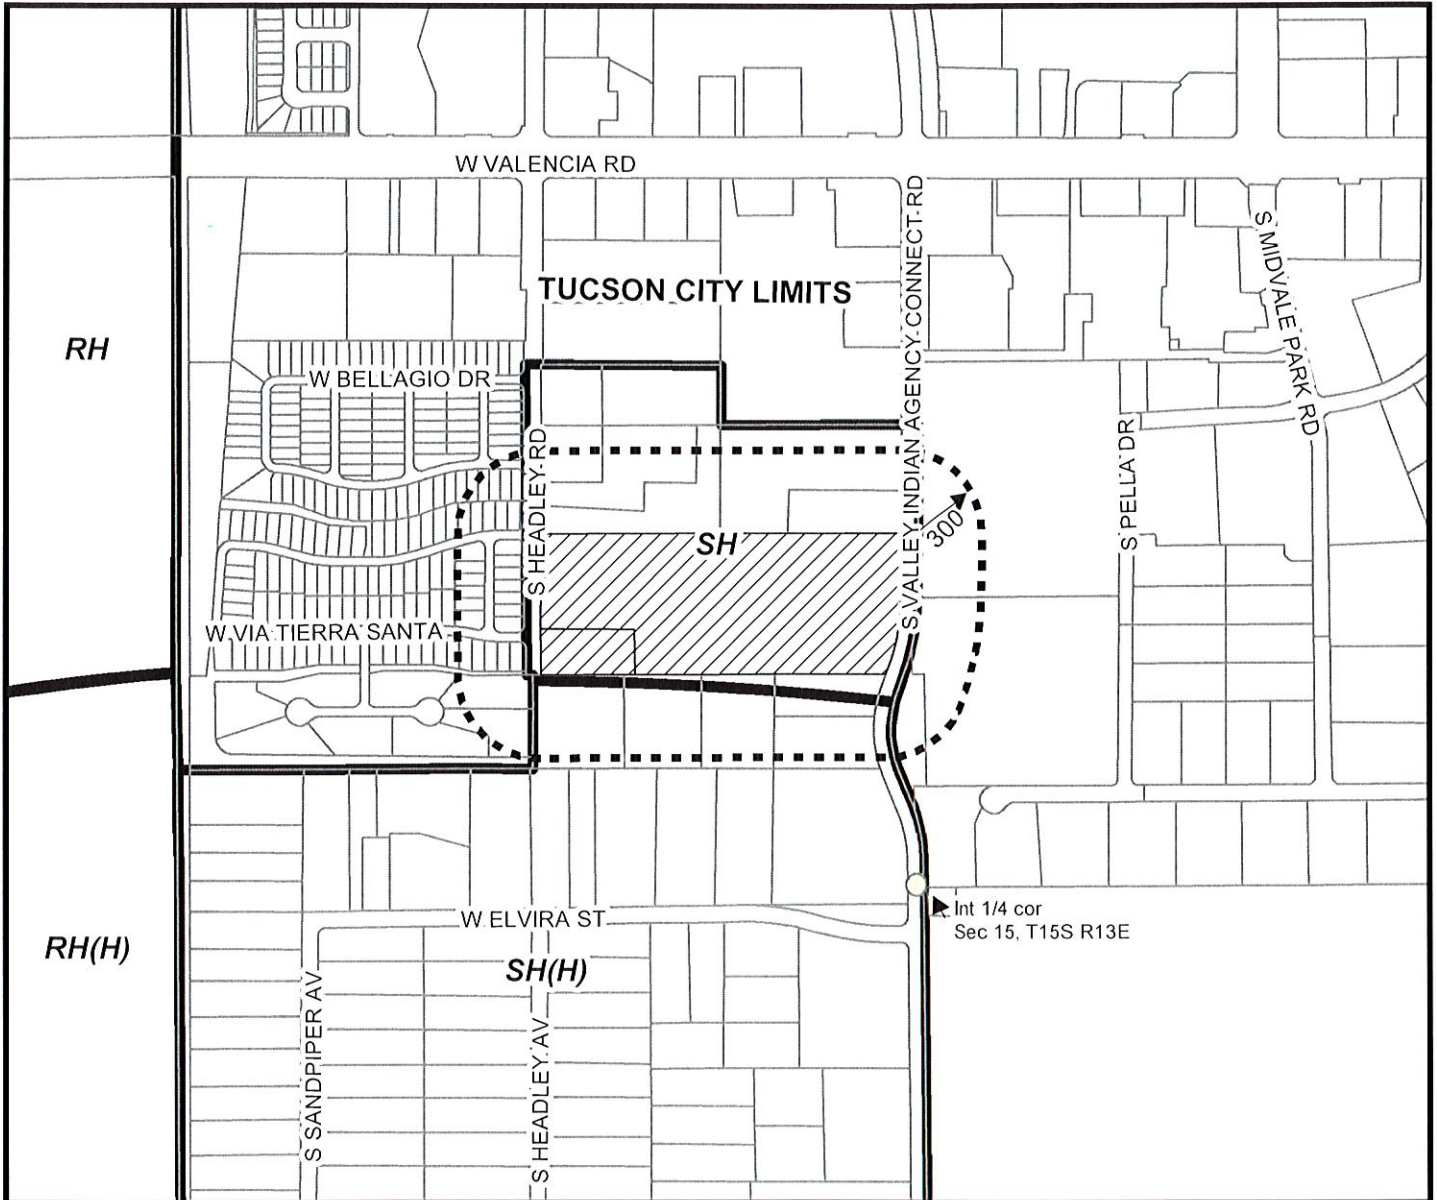 W VALENCIA RD
S VALLEY INDIAN AGENCY CONNECT RD
S MIDVALE PARK RD
TUCSON CITY LIMITS
RH
W BELLAGIO DR
S HEADLEY RD
S PELLA DR
300'
SH
W VIA TIERRA SANTA
Int 1/4 cor
Sec 15, T15S R13E
W ELVIRA ST
RH(H)
SH(H)
S SANDPIPER AV
S HEADLEY AV